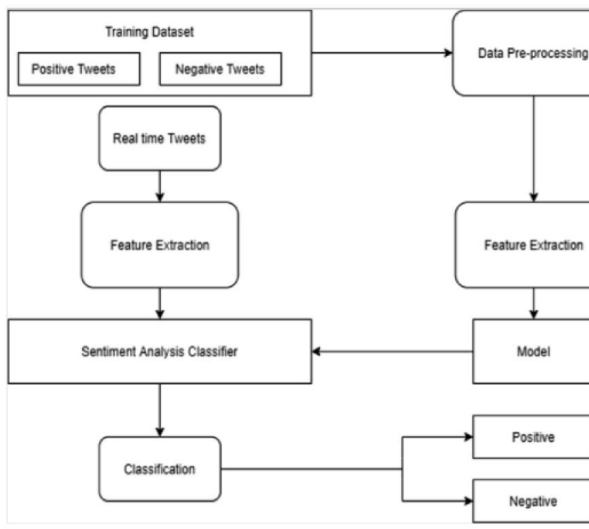 Training Dataset
Positive Tweets
Negative Tweets
Data Pre-processing
Real time Tweets
Feature Extraction
Feature Extraction
Sentiment Analysis Classifier
Model
Classification
Positive
Negative